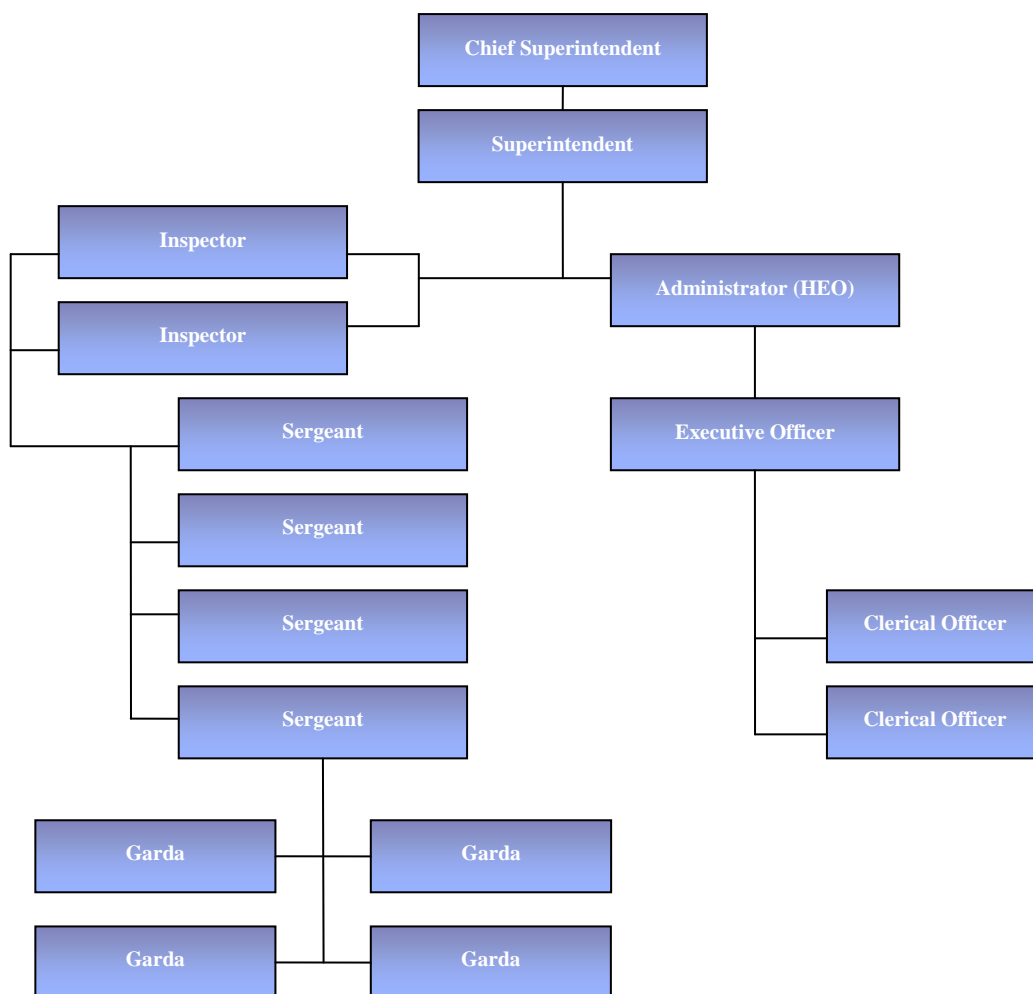 Chief Superintendent
Superintendent
Inspector
Administrator (HEO)
Inspector
Sergeant
Executive Officer
Sergeant
Sergeant
Clerical Officer
Sergeant
Clerical Officer
Garda
Garda
Garda
Garda